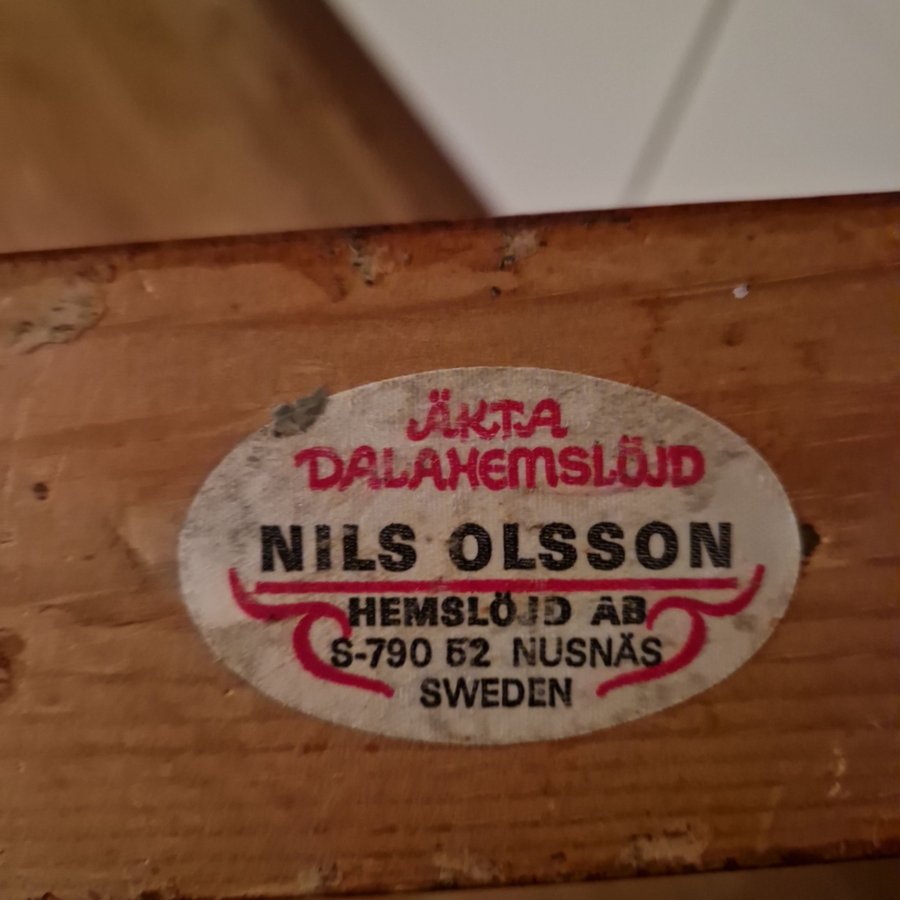 ÄKTA
DALAHEMSLÖJD
NILS OLSSON
HEMSLÖJD AB
S-790 52 NUSNÄS
SWEDEN